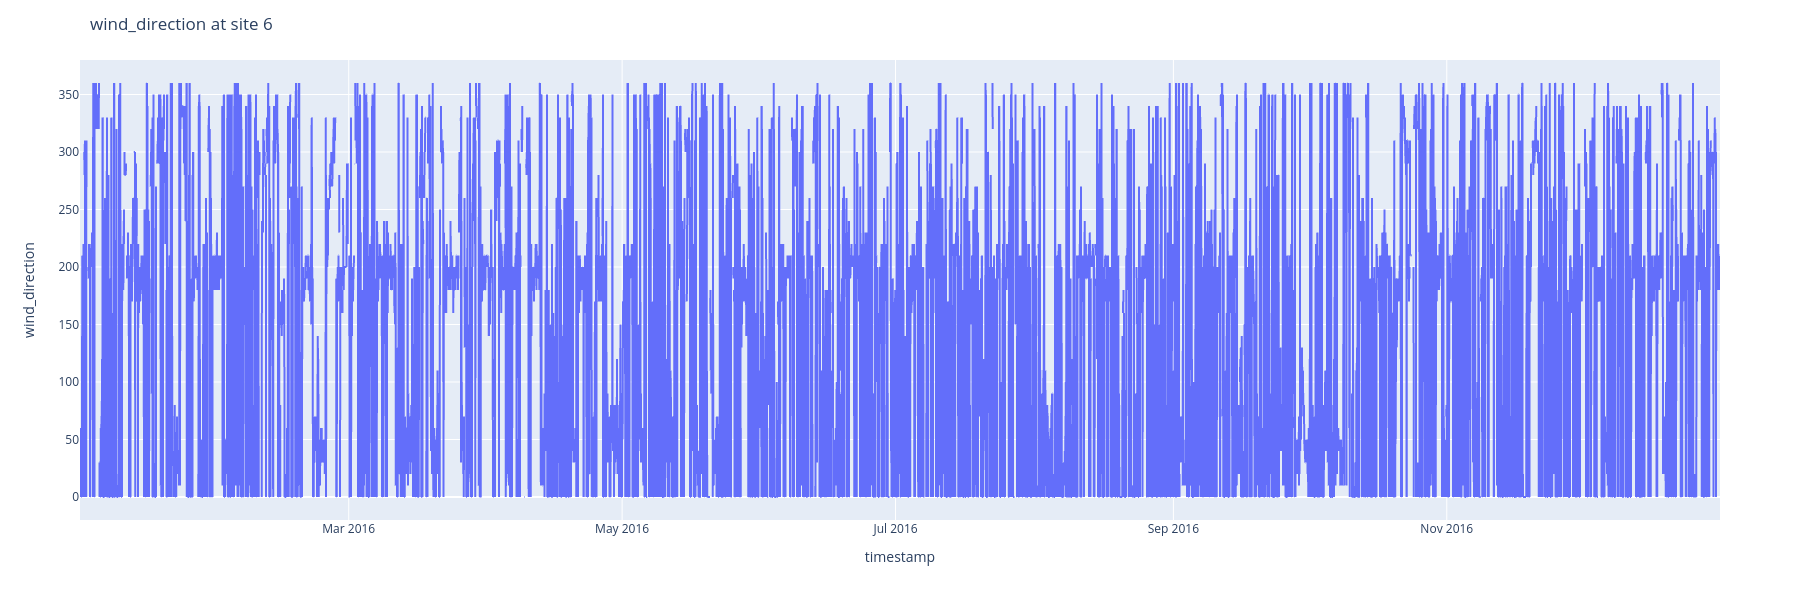 wind_direction at site 6
wind_direction
350
300
250
200
150
100
50
0
Mar 2016
May 2016
Jul 2016
Sep 2016
Nov 2016
timestamp